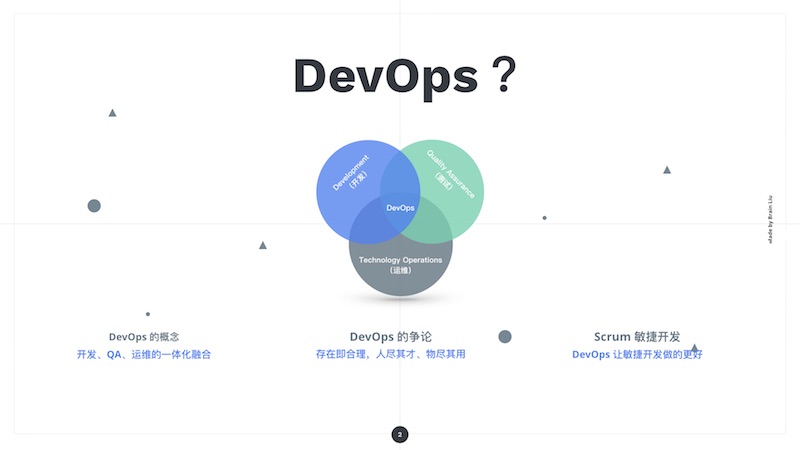 DevOps ?
Development
(开发)
Quality Assurance
(测试)
DevOps
Technology Operations
(运维)
Made by Brain Liu
DevOps 的概念
开发、QA、运维的一体化融合
DevOps 的争论
存在即合理，人尽其才、物尽其用
Scrum 敏捷开发
DevOps 让敏捷开发做的更好
2